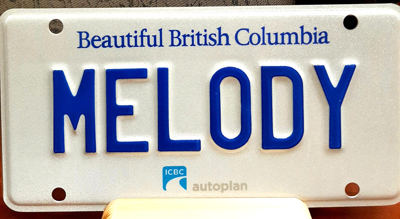 Beautiful British Columbia
MELODY
ICBC
autoplan